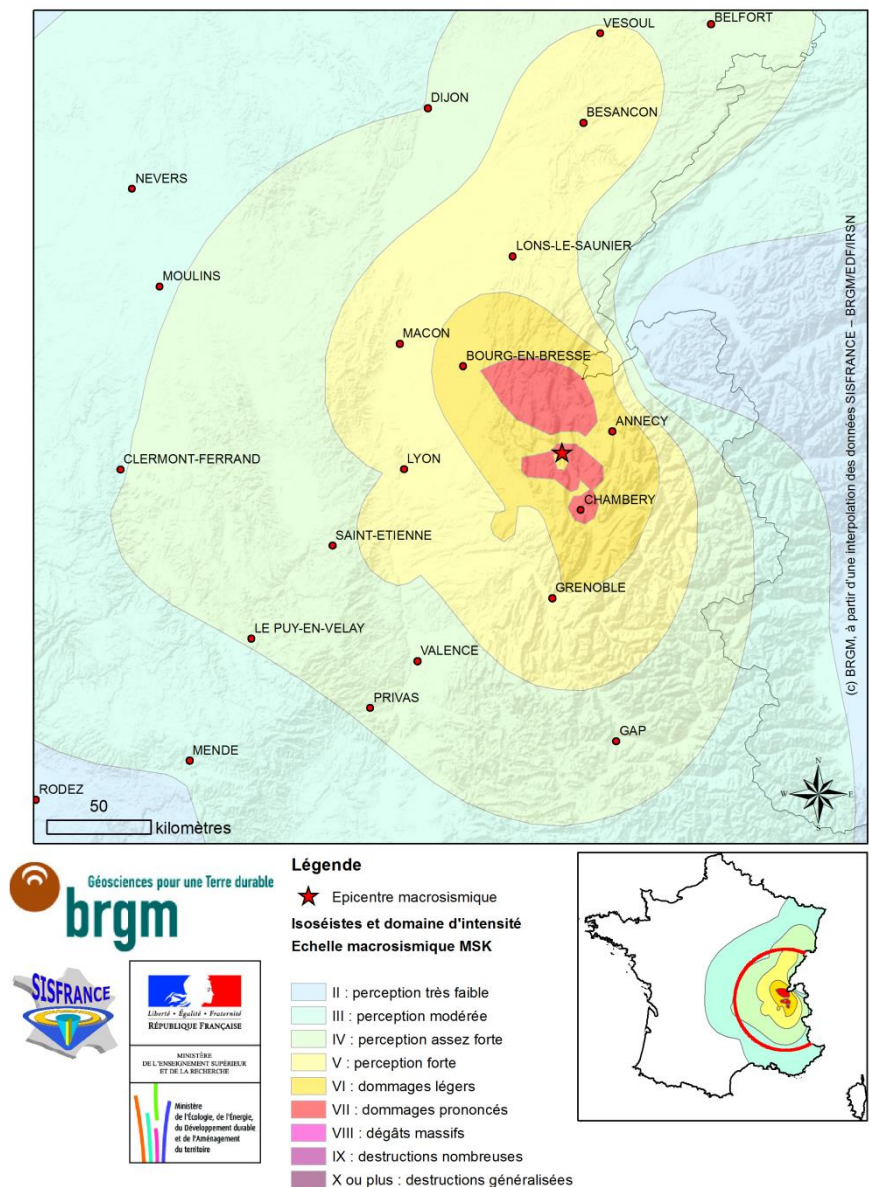 VESOUL
BELFORT
DIJON
BESANCON
NEVERS
LONS-LE-SAUNIER
MOULINS
MACON
BOURG-EN-BRESSE
ANNECY
CLERMONT-FERRAND
LYON
CHAMBERY
SAINT-ETIENNE
GRENOBLE
LE PUY-EN-VELAY
VALENCE
PRIVAS
GAP
MENDE
RODEZ
50
kilomètres
N
W
E
S
(c) BRGM, à partir d'une interpolation des données SISFRANCE – BRGM/EDF/IRSN
Géosciences pour une Terre durable
brgm
SISFRANCE
Liberté • Égalité • Fraternité
RÉPUBLIQUE FRANÇAISE
MINISTÈRE
DE L'ENSEIGNEMENT SUPÉRIEUR
ET DE LA RECHERCHE
Ministère
de l'Écologie, de l'Énergie,
du Développement durable
et de l'Aménagement
du territoire
Légende
Epicentre macrosismique
Isoséistes et domaine d'intensité
Echelle macrosismique MSK
II : perception très faible
III : perception modérée
IV : perception assez forte
V : perception forte
VI : dommages légers
VII : dommages prononcés
VIII : dégâts massifs
IX : destructions nombreuses
X ou plus : destructions généralisées